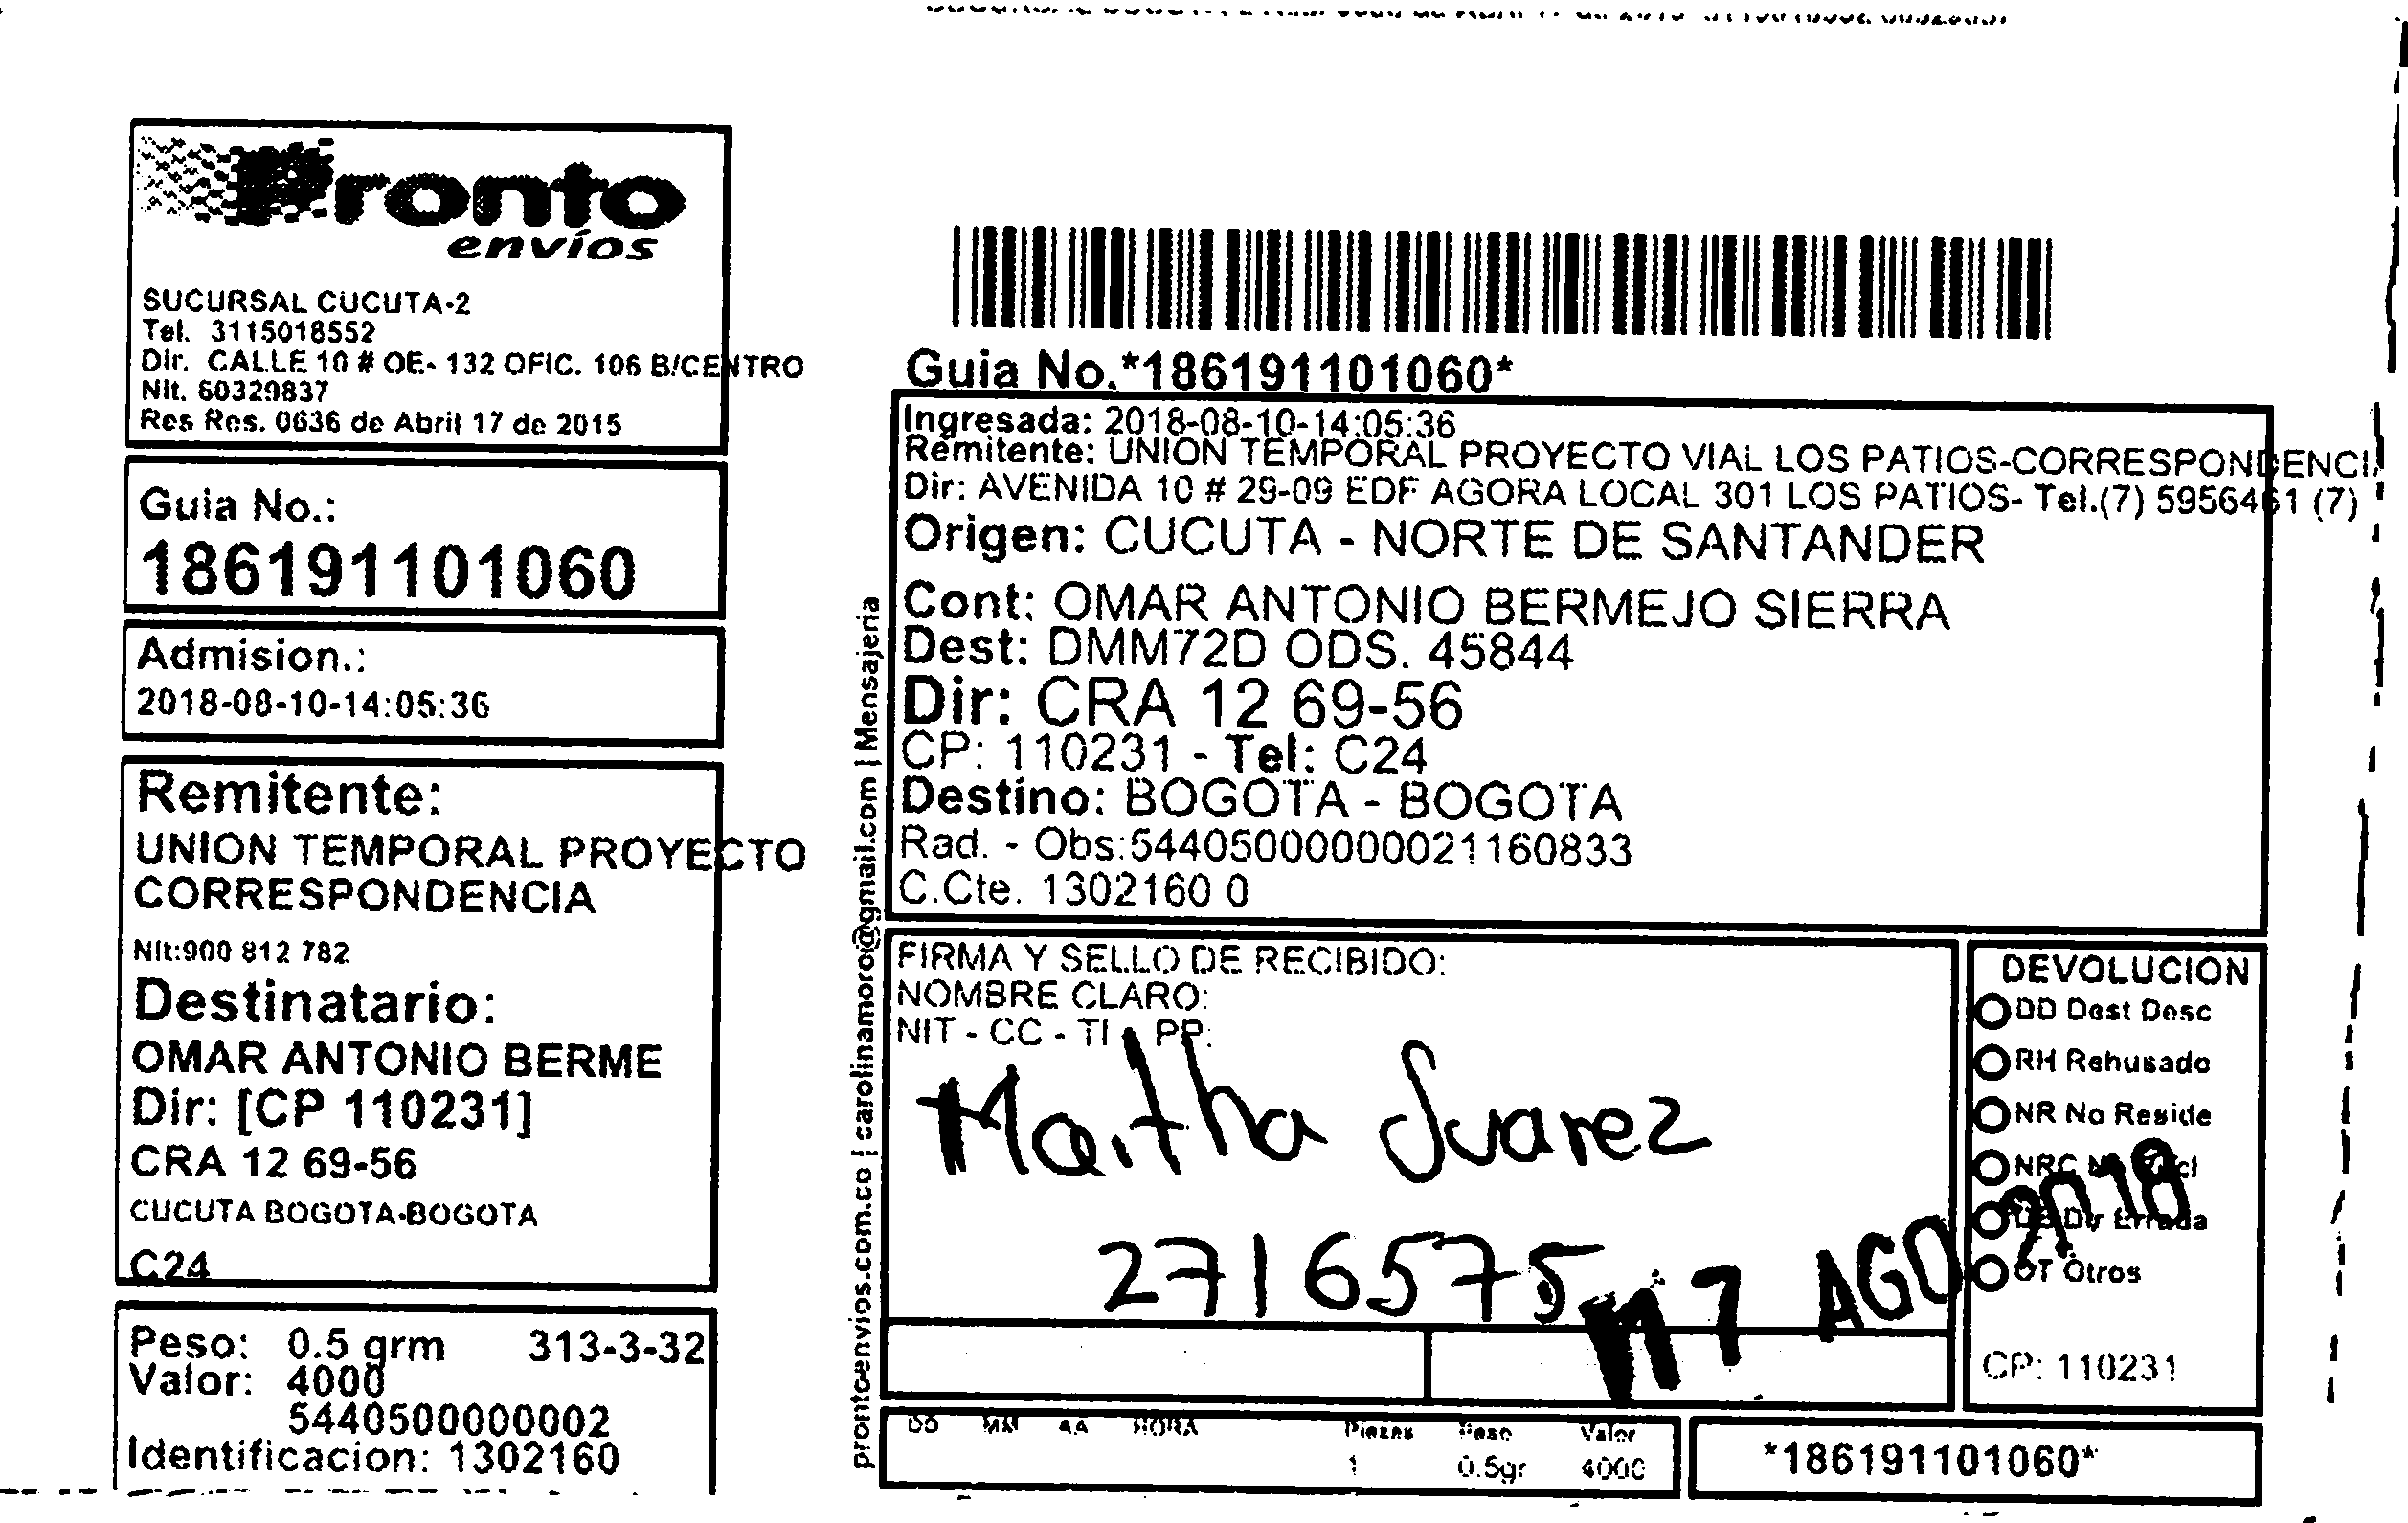 Pronto
envíos
SUCURSAL CUCUTA-2
Tel. 3115018552
Dir. CALLE 10 # OE- 132 OFIC. 106 B/CENTRO
Nit. 60329837
Res Res. 0636 de Abril 17 de 2015
Guia No.:
186191101060
Admision.:
2018-08-10-14:05:36
Remitente:
UNION TEMPORAL PROYECTO
CORRESPONDENCIA
Nit:900 812 782
Destinatario:
OMAR ANTONIO BERME
Dir: [CP 110231]
CRA 12 69-56
CUCUTA BOGOTA-BOGOTA
C24
Peso: 0.5 grm 313-3-32
Valor: 4000
5440500000002
Identificacion: 1302160
prontoenvios.com.co | carolinamoro@gmail.com | Mensajeria
Guia No.*186191101060*
Ingresada: 2018-08-10-14:05:36
Remitente: UNION TEMPORAL PROYECTO VIAL LOS PATIOS-CORRESPONDENCI
Dir: AVENIDA 10 # 29-09 EDF AGORA LOCAL 301 LOS PATIOS- Tel.(7) 5956461 (7)
Origen: CUCUTA - NORTE DE SANTANDER
Cont: OMAR ANTONIO BERMEJO SIERRA
Dest: DMM72D ODS. 45844
Dir: CRA 12 69-56
CP: 110231 - Tel: C24
Destino: BOGOTA - BOGOTA
Rad. - Obs:544050000000021160833
C.Cte. 1302160 0
FIRMA Y SELLO DE RECIBIDO:
NOMBRE CLARO:
NIT - CC - TI - PP:
Martha Suarez
2716575
AGO 2018
DEVOLUCION
DD Dest Desc
RH Rehusado
NR No Reside
NRC No
DE Dir Errada
OT Otros
CP: 110231
DD MM AA HORA Piezas Peso Valor
1 0.5gr 4000
*186191101060*